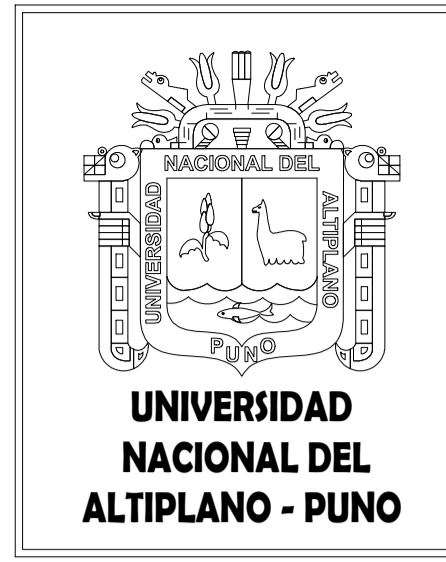 NACIONAL DEL
UNIVERSIDAD
ALTIPLANO
PUNO
UNIVERSIDAD
NACIONAL DEL
ALTIPLANO - PUNO